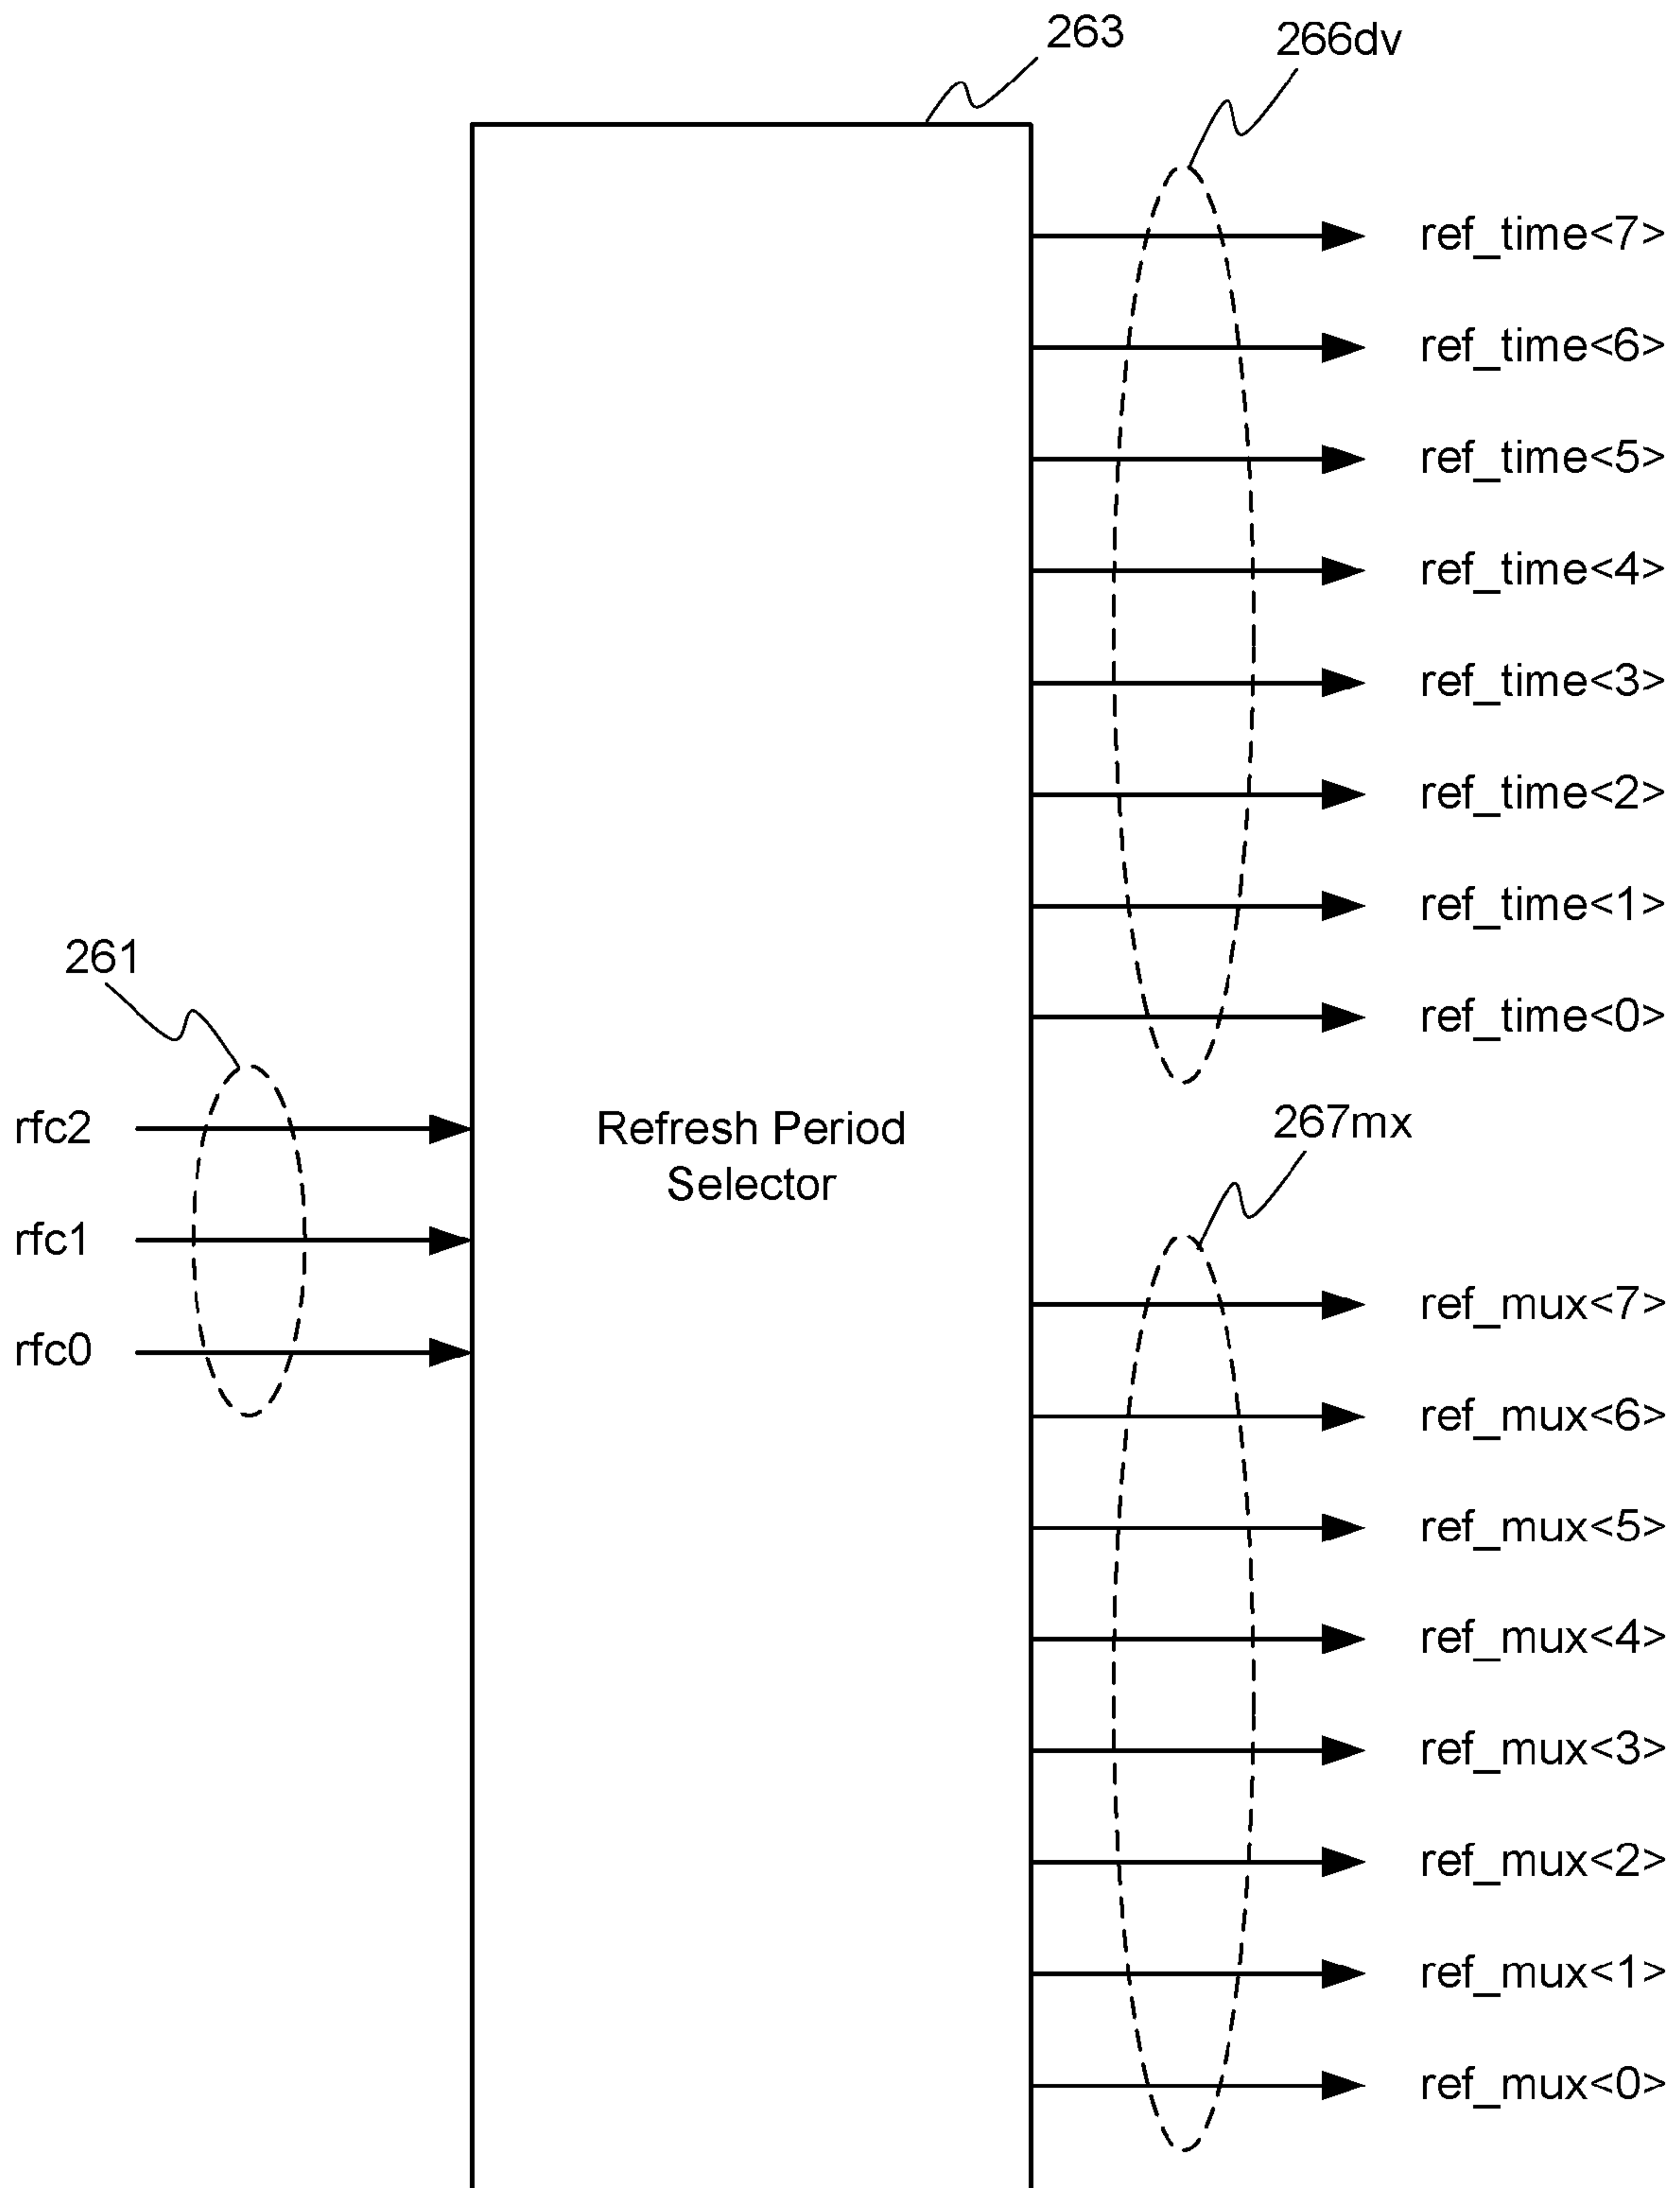 263
266dv
ref_time<7>
ref_time<6>
ref_time<5>
ref_time<4>
ref_time<3>
ref_time<2>
ref_time<1>
ref_time<0>
261
rfc2
rfc1
rfc0
Refresh Period
Selector
267mx
ref_mux<7>
ref_mux<6>
ref_mux<5>
ref_mux<4>
ref_mux<3>
ref_mux<2>
ref_mux<1>
ref_mux<0>